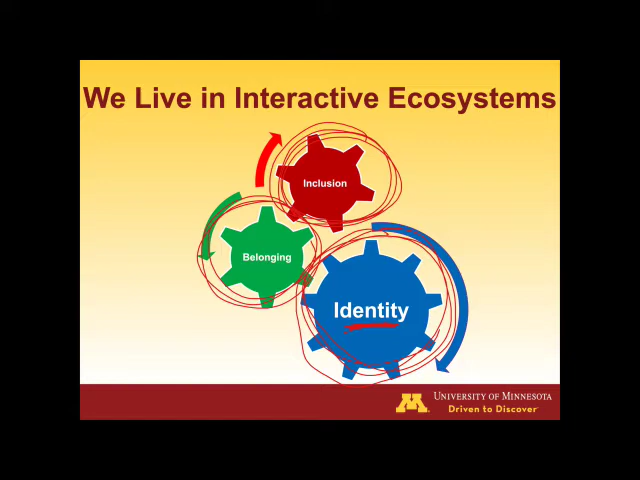 We Live in Interactive Ecosystems
Inclusion
Belonging
Identity
M
UNIVERSITY OF MINNESOTA
Driven to Discover